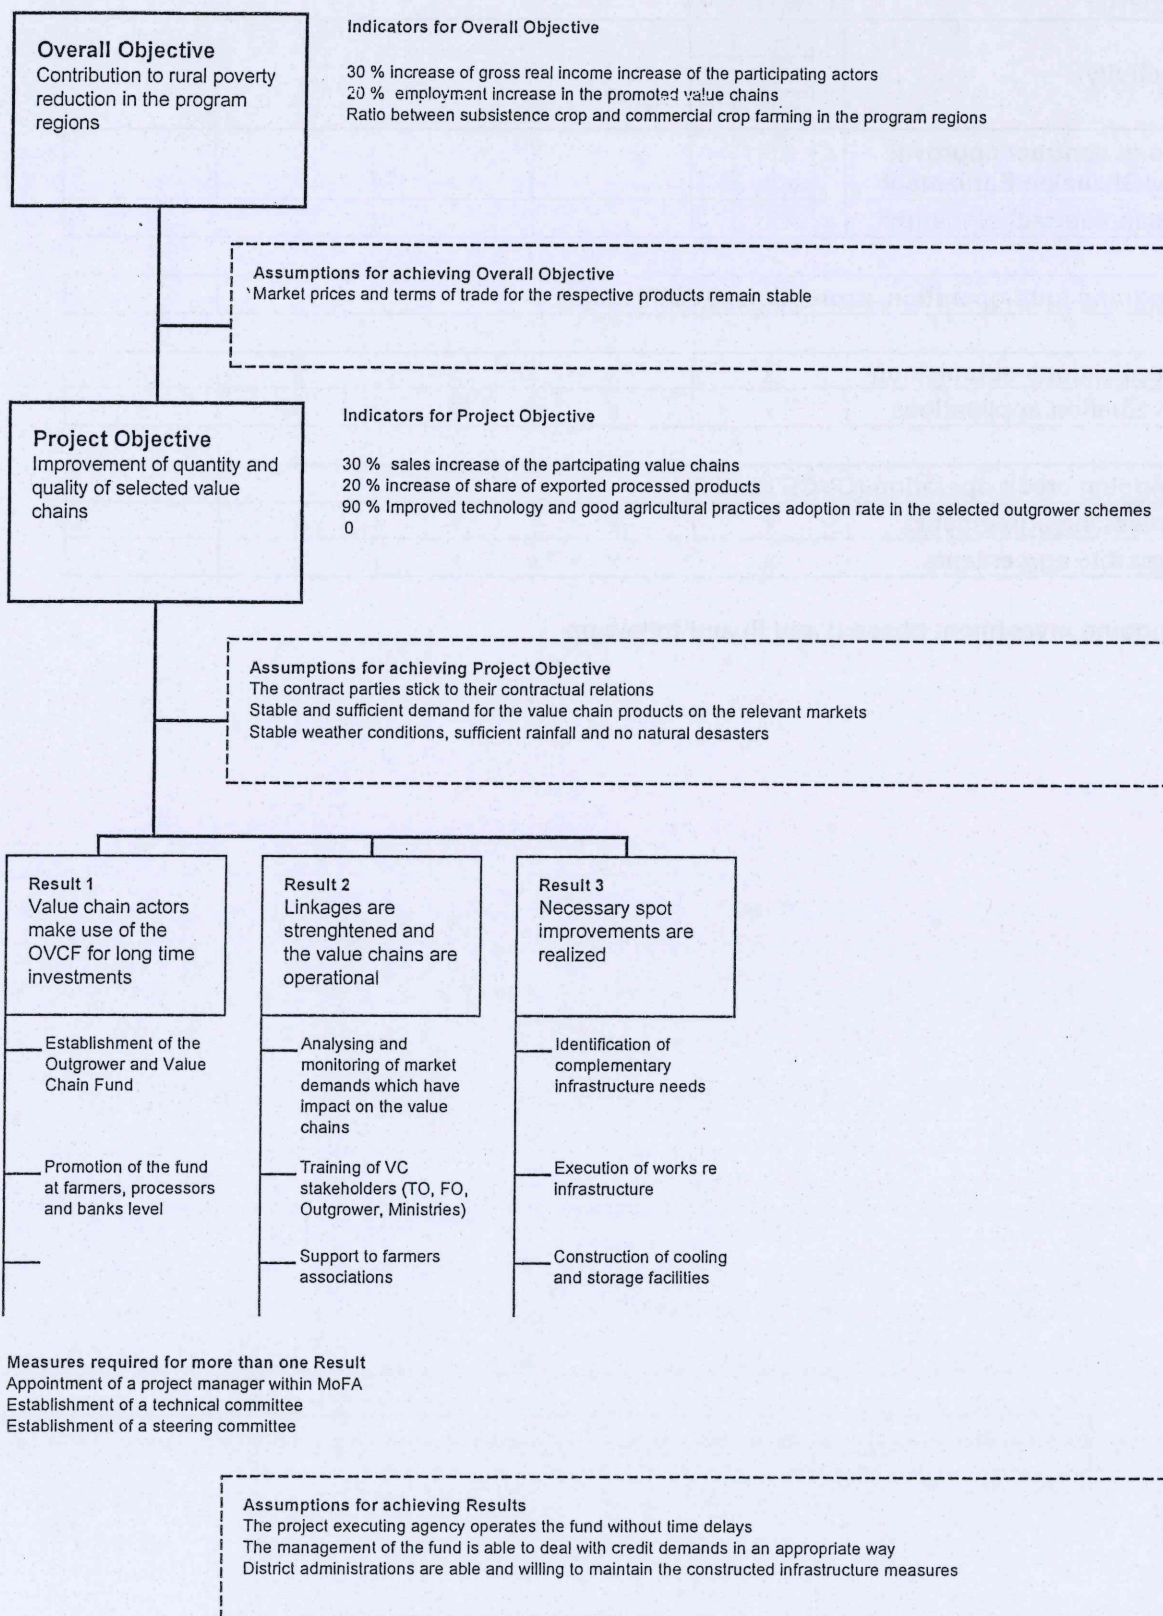 Overall Objective
Contribution to rural poverty
reduction in the program
regions
Indicators for Overall Objective
30 % increase of gross real income increase of the participating actors
20 % employment increase in the promoted value chains
Ratio between subsistence crop and commercial crop farming in the program regions
Assumptions for achieving Overall Objective
Market prices and terms of trade for the respective products remain stable
Project Objective
Improvement of quantity and
quality of selected value
chains
Indicators for Project Objective
30 % sales increase of the partcipating value chains
20 % increase of share of exported processed products
90 % Improved technology and good agricultural practices adoption rate in the selected outgrower schemes
0
Assumptions for achieving Project Objective
The contract parties stick to their contractual relations
Stable and sufficient demand for the value chain products on the relevant markets
Stable weather conditions, sufficient rainfall and no natural desasters
Result 1
Value chain actors
make use of the
OVCF for long time
investments
Establishment of the
Outgrower and Value
Chain Fund
Promotion of the fund
at farmers, processors
and banks level
Result 2
Linkages are
strenghtened and
the value chains are
operational
Analysing and
monitoring of market
demands which have
impact on the value
chains
Training of VC
stakeholders (TO, FO,
Outgrower, Ministries)
Support to farmers
associations
Result 3
Necessary spot
improvements are
realized
Identification of
complementary
infrastructure needs
Execution of works re
infrastructure
Construction of cooling
and storage facilities
Measures required for more than one Result
Appointment of a project manager within MoFA
Establishment of a technical committee
Establishment of a steering committee
Assumptions for achieving Results
The project executing agency operates the fund without time delays
The management of the fund is able to deal with credit demands in an appropriate way
District administrations are able and willing to maintain the constructed infrastructure measures